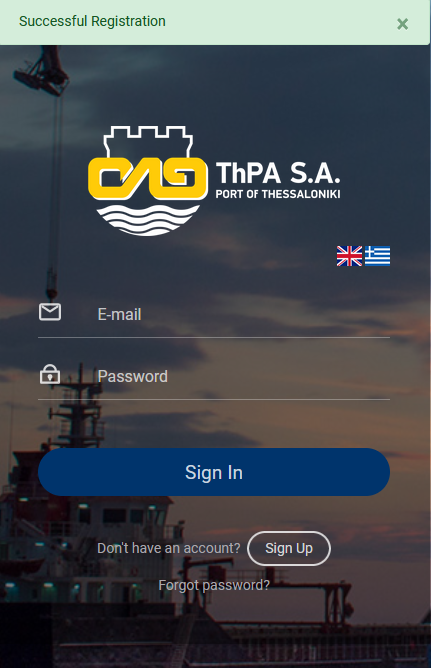 Successful Registration
×
ThPA S.A.
PORT OF THESSALONIKI
E-mail
Password
Sign In
Don't have an account? Sign Up
Forgot password?